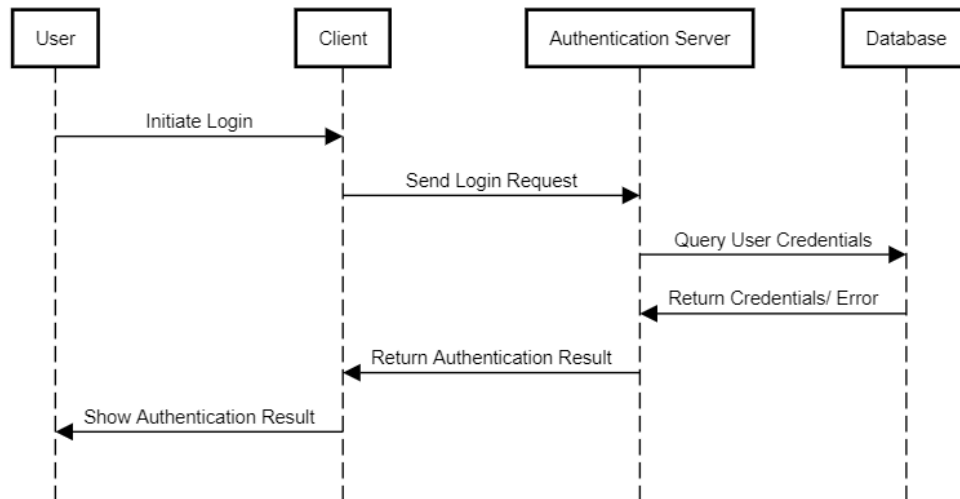 User
Client
Authentication Server
Database
Initiate Login
Send Login Request
Query User Credentials
Return Credentials/ Error
Return Authentication Result
Show Authentication Result